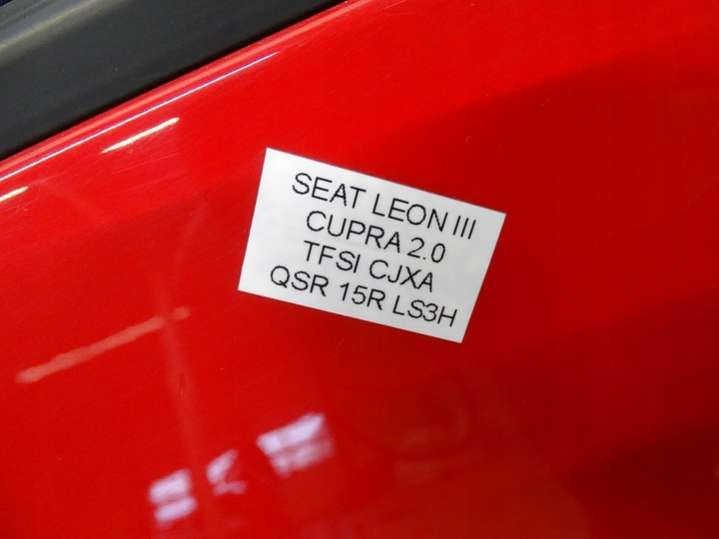 SEAT LEON III
CUPRA 2.0
TFSI CJXA
QSR 15R LS3H